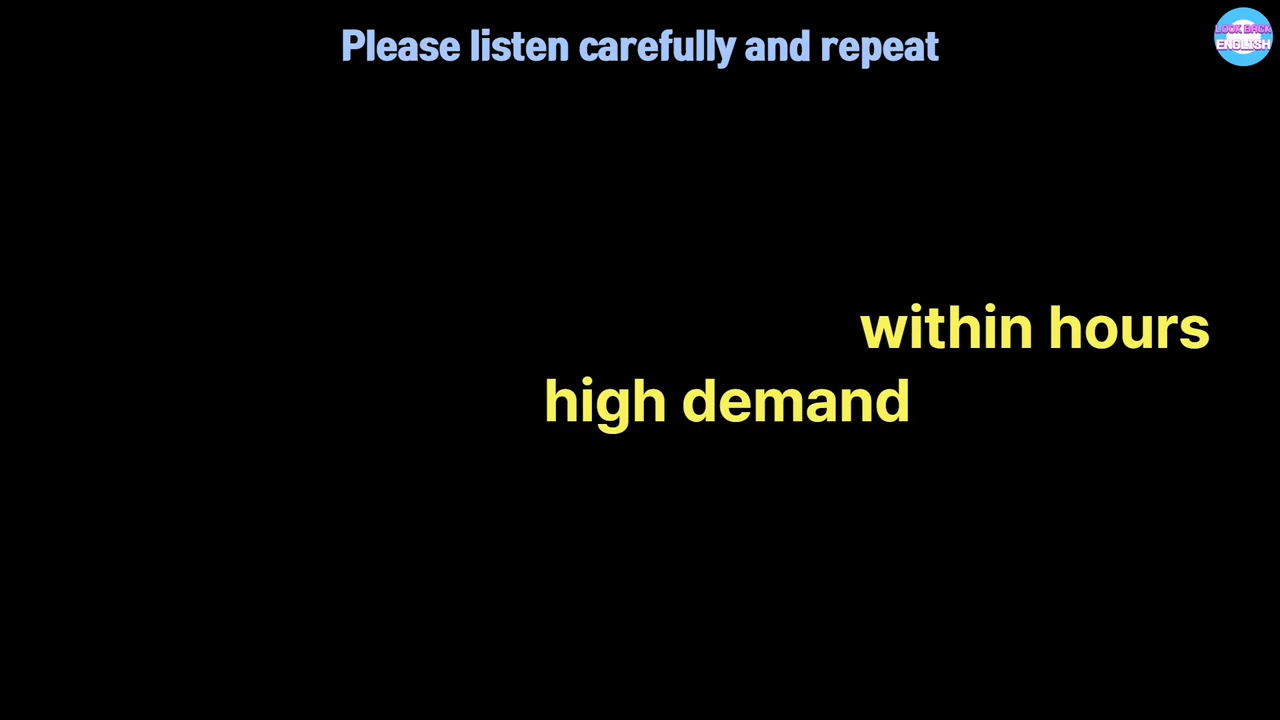 Please listen carefully and repeat
LOOK BACK
ENGLISH
within hours
high demand